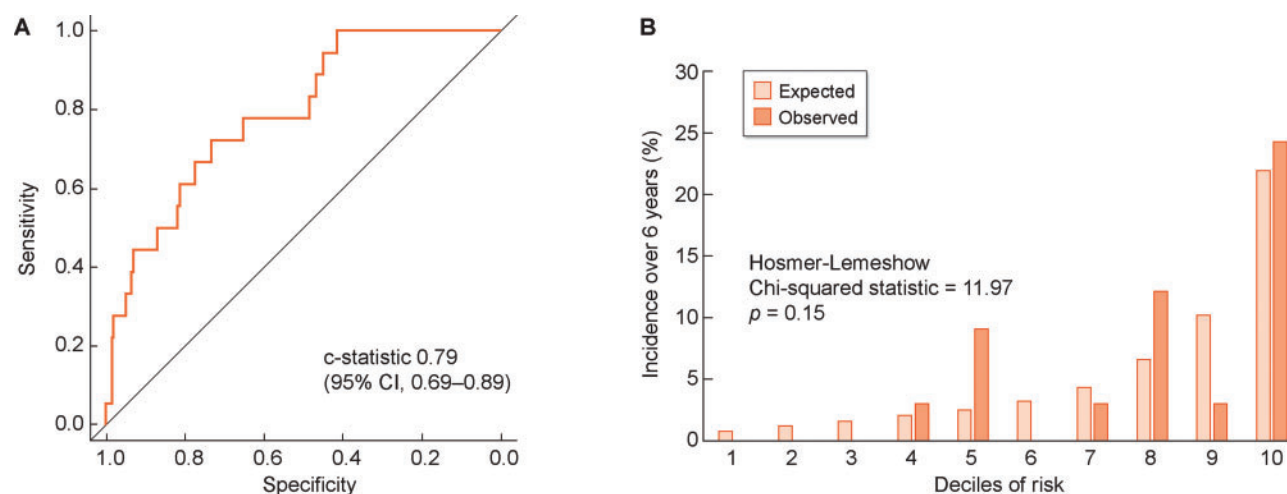 A
1.0
0.8
0.6
0.4
0.2
0.0
Sensitivity
c-statistic 0.79
(95% CI, 0.69–0.89)
1.0 0.8 0.6 0.4 0.2 0.0
Specificity
B
30
25
20
15
10
5
0
Incidence over 6 years (%)
Expected
Observed
Hosmer-Lemeshow
Chi-squared statistic = 11.97
p = 0.15
1 2 3 4 5 6 7 8 9 10
Deciles of risk